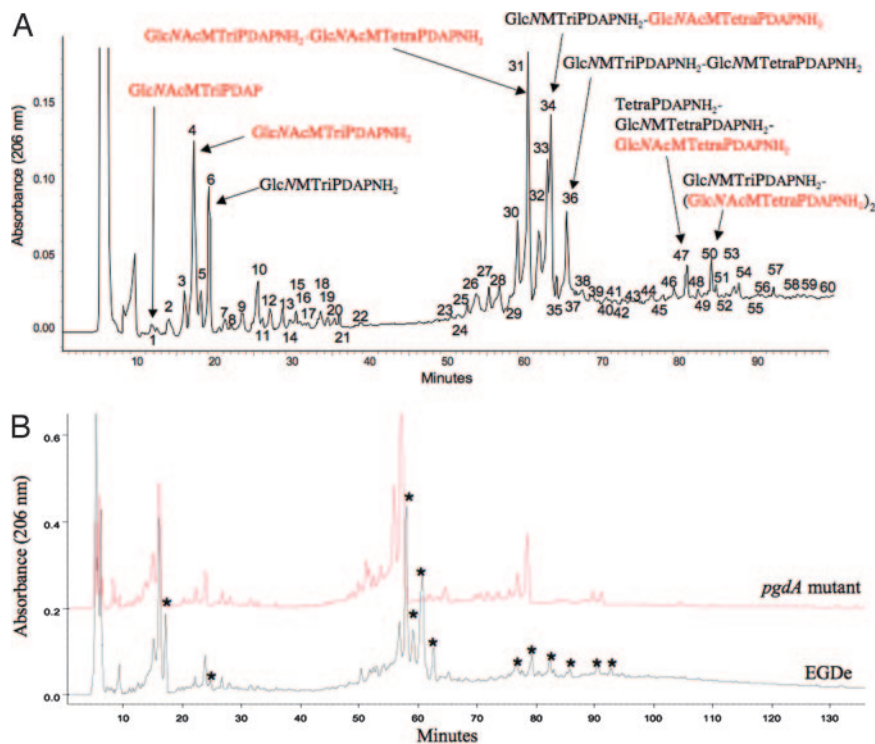 A
GlcNAcMTriPDAPNH₂-GlcNAcMTetraPDAPNH₂
GlcNMTriPDAPNH₂-GlcNAcMTetraPDAPNH₂
GlcNAcMTriPDAP
GlcNMTriPDAPNH₂-GlcNMTetraPDAPNH₂
GlcNAcMTriPDAPNH₂
GlcNMTriPDAPNH₂
TetraPDAPNH₂-
GlcNMTetraPDAPNH₂-
GlcNAcMTetraPDAPNH₂
GlcNMTriPDAPNH₂-
(GlcNAcMTetraPDAPNH₂)₂
Absorbance (206 nm)
0.15
0.10
0.05
0.00
1 2 3 4 5 6 7 8 9 10 11 12 13 14 15 16 17 18 19 20 21 22 23 24 25 26 27 28 29 30 31 32 33 34 35 36 37 38 39 40 41 42 43 44 45 46 47 48 49 50 51 52 53 54 55 56 57 58 59 60
10 20 30 40 50 60 70 80 90
Minutes
B
Absorbance (206 nm)
0.6
0.4
0.2
0.0
* * * * * * * * * * * *
pgdA mutant
EGDe
10 20 30 40 50 60 70 80 90 100 110 120 130
Minutes